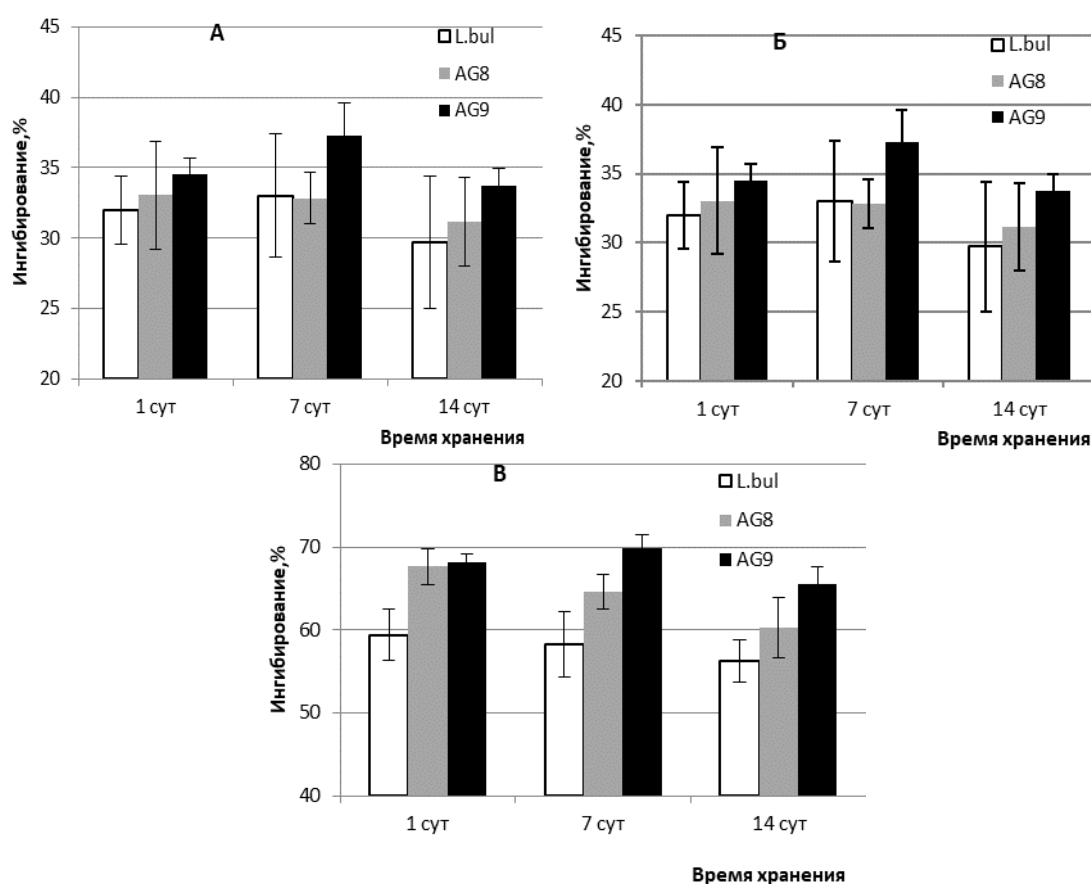 А
L.bul
AG8
AG9
Ингибирование,%
45
40
35
30
25
20
1 сут 7 сут 14 сут
Время хранения
Б
L.bul
AG8
AG9
Ингибирование,%
45
40
35
30
25
20
1 сут 7 сут 14 сут
Время хранения
В
L.bul
AG8
AG9
Ингибирование,%
80
70
60
50
40
1 сут 7 сут 14 сут
Время хранения